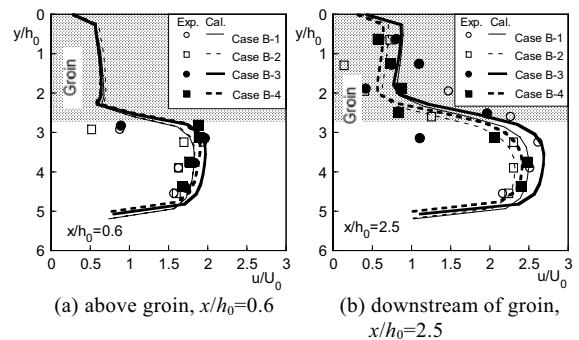 y/h0
0
1
2
3
4
5
6
Groin
Exp. Cal.
Case B-1
Case B-2
Case B-3
Case B-4
x/h0=0.6
0 0.5 1 1.5 2 2.5 3
u/U0
(a) above groin, x/h0=0.6
y/h0
0
1
2
3
4
5
6
Groin
Exp. Cal.
Case B-1
Case B-2
Case B-3
Case B-4
x/h0=2.5
0 0.5 1 1.5 2 2.5 3
u/U0
(b) downstream of groin,
x/h0=2.5